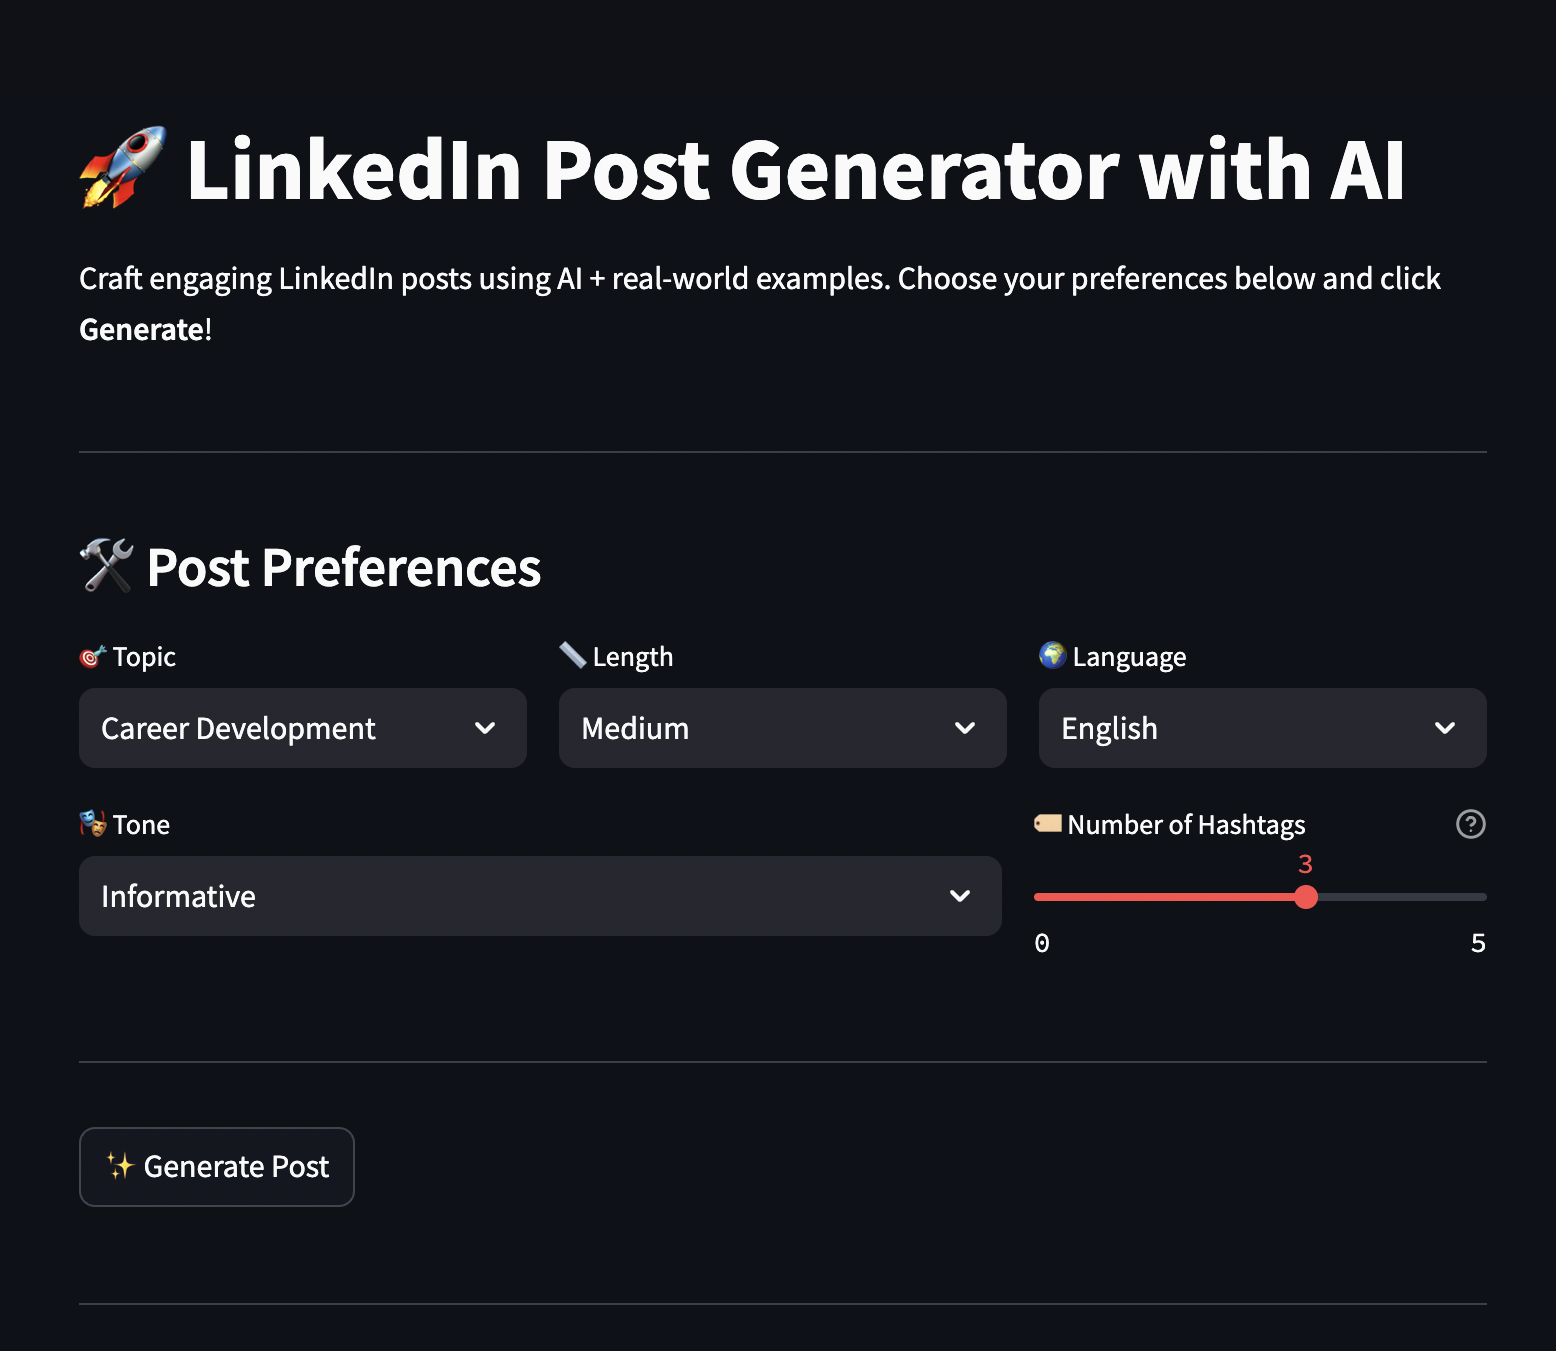 🚀 LinkedIn Post Generator with AI
Craft engaging LinkedIn posts using AI + real-world examples. Choose your preferences below and click
Generate!
🛠️ Post Preferences
🎯 Topic
📏 Length
🌍 Language
Career Development
Medium
English
🎭 Tone
🏷️ Number of Hashtags
?
3
Informative
0
5
✨ Generate Post